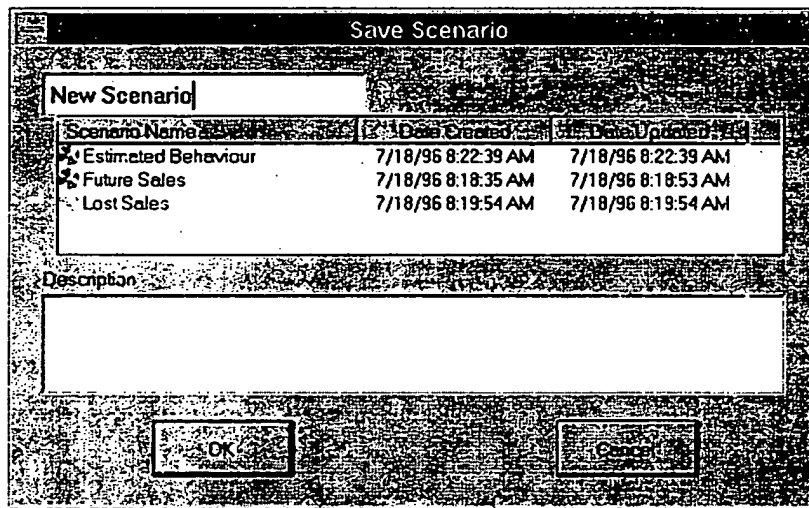 Save Scenario
New Scenario
Scenario Name Date Created Date Updated
Estimated Behaviour 7/18/96 8:22:39 AM 7/18/96 8:22:39 AM
Future Sales 7/18/96 8:18:35 AM 7/18/96 8:18:53 AM
Lost Sales 7/18/96 8:19:54 AM 7/18/96 8:19:54 AM
Description
OK Cancel